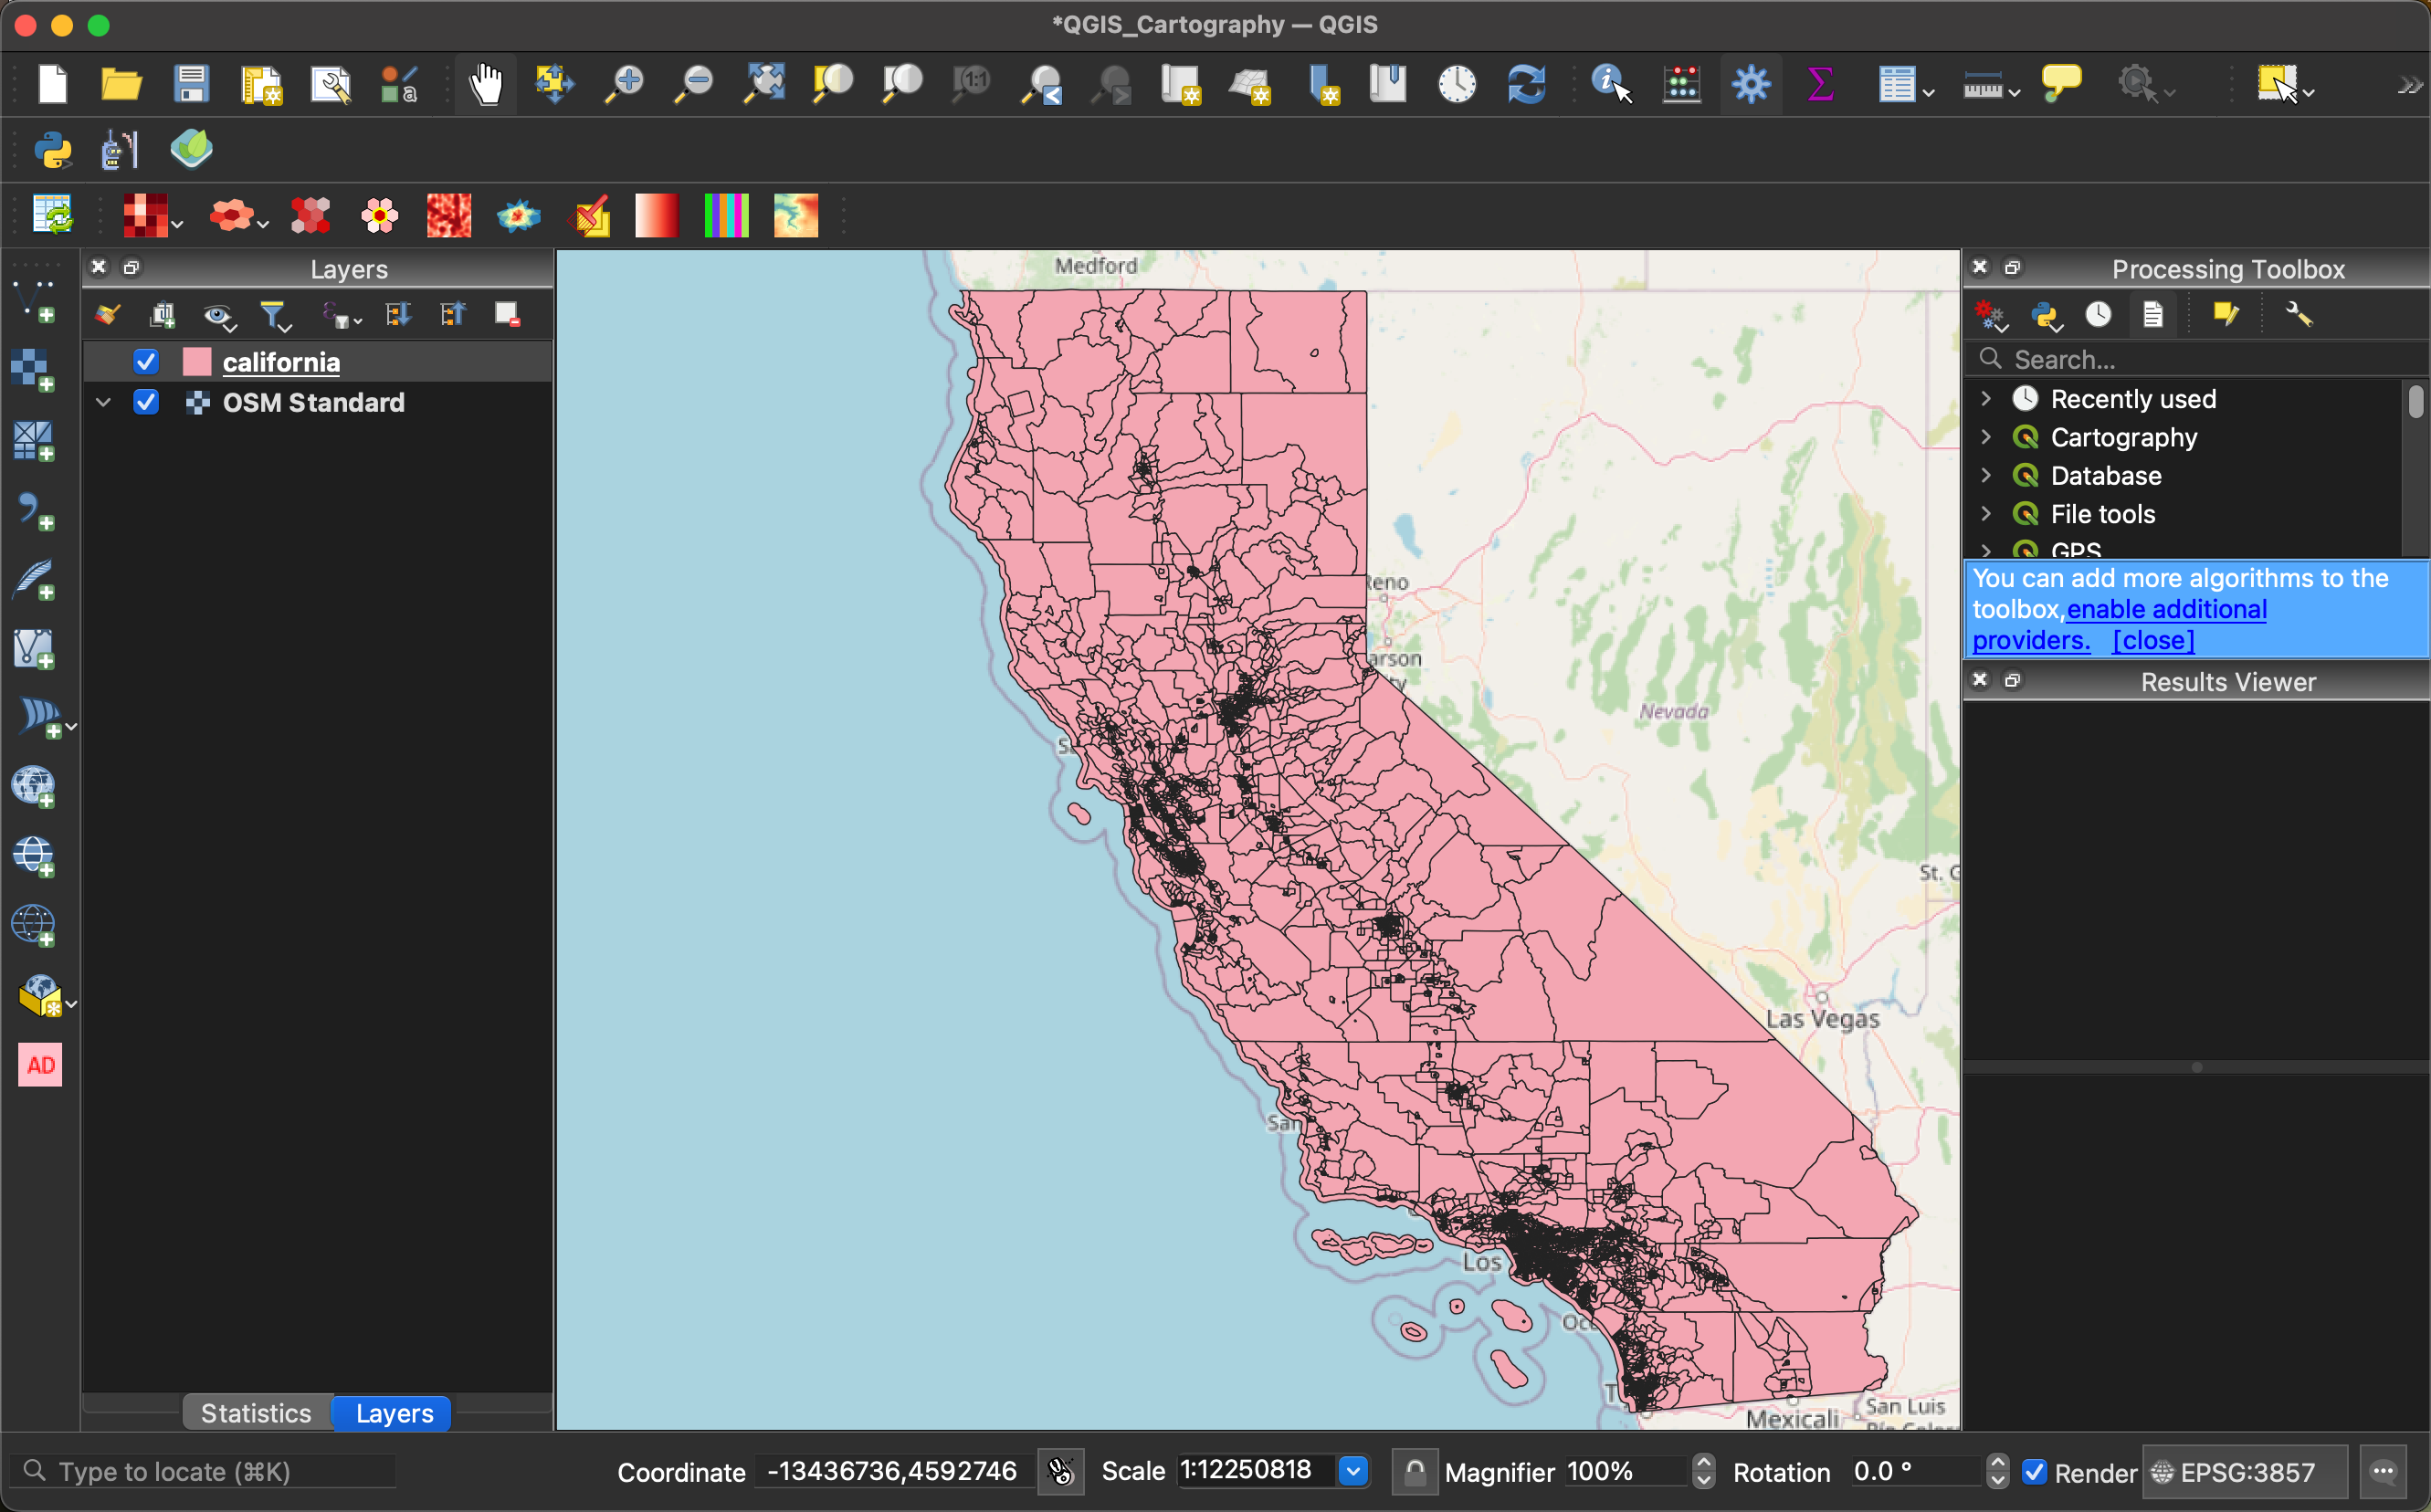 *QGIS_Cartography — QGIS
1:1
a
Layers
california
OSM Standard
AD
Statistics
Layers
Medford
Reno
arson
Nevada
St. G
Las Vegas
San
Los
Mexicali
San Luis
Processing Toolbox
Search...
Recently used
Cartography
Database
File tools
GPS
You can add more algorithms to the
toolbox,enable additional
providers. [close]
Results Viewer
Type to locate (⌘K)
Coordinate -13436736,4592746
Scale 1:12250818
Magnifier 100%
Rotation 0.0 °
Render
EPSG:3857